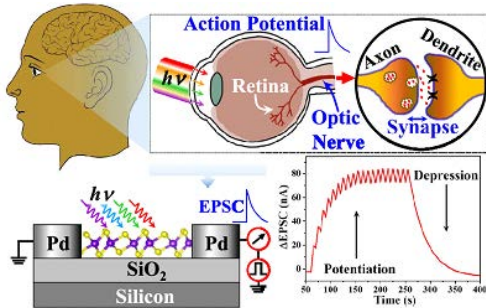 Action Potential
hν
Retina
Optic
Nerve
Axon
Dendrite
Synapse
hν
EPSC
Pd
Pd
SiO₂
Silicon
ΔEPSC (nA)
80
60
40
20
0
Depression
Potentiation
50 100 150 200 250 300 350 400
Time (s)